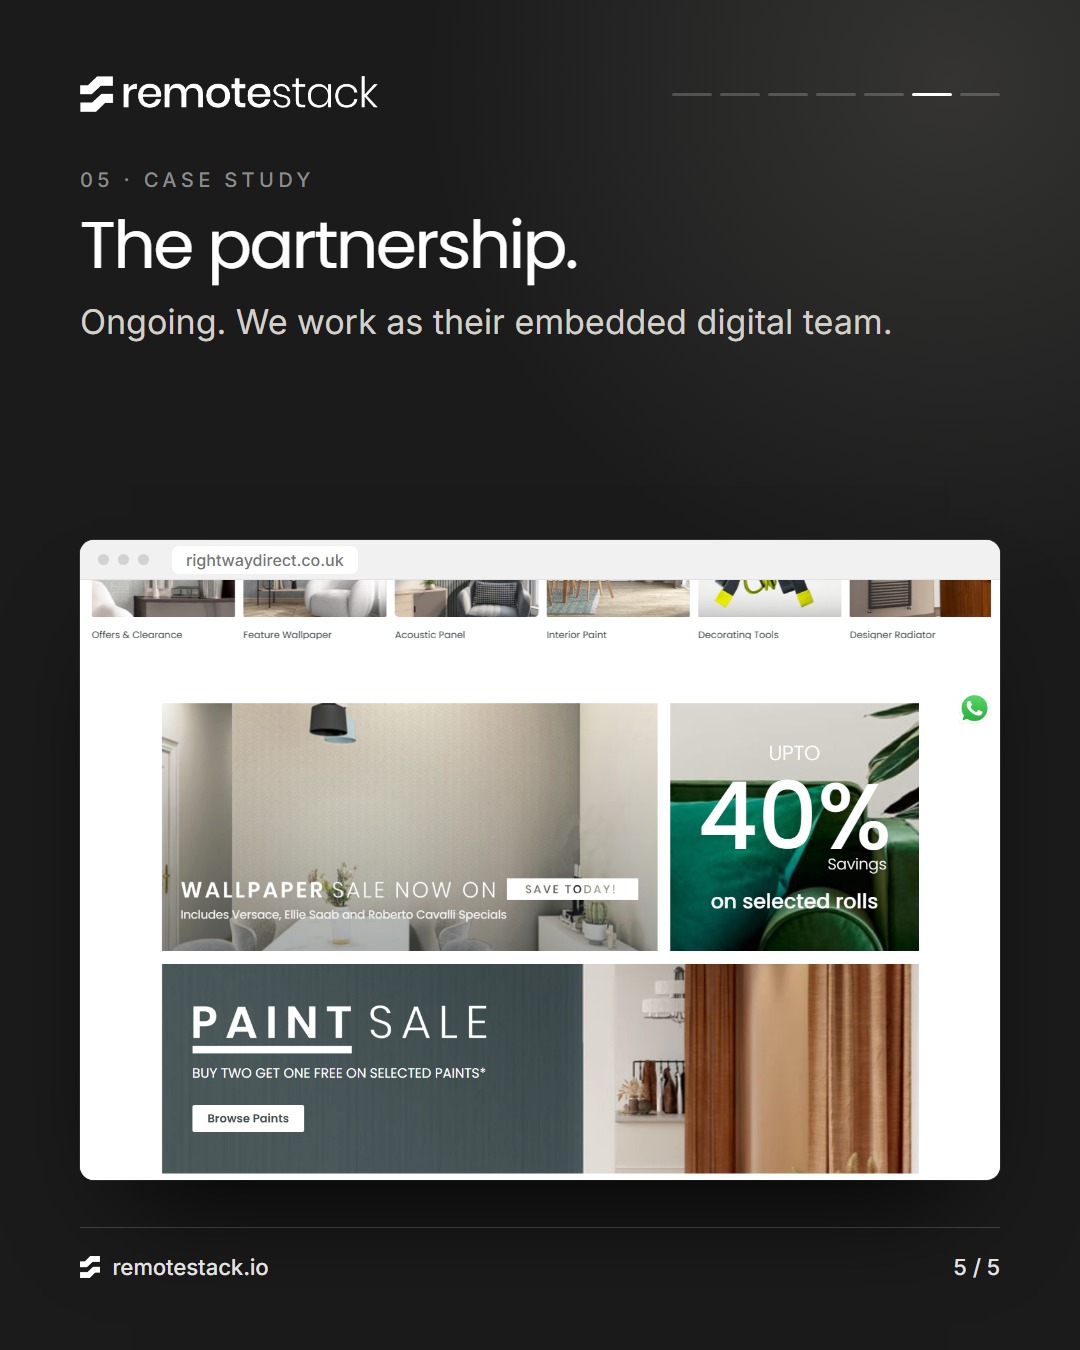 remotestack
05 · CASE STUDY
The partnership.
Ongoing. We work as their embedded digital team.
rightwaydirect.co.uk
Offers & Clearance
Feature Wallpaper
Acoustic Panel
Interior Paint
Decorating Tools
Designer Radiator
WALLPAPER SALE NOW ON
SAVE TODAY!
Includes Versace, Ellie Saab and Roberto Cavalli Specials
UPTO
40%
Savings
on selected rolls
PAINT SALE
BUY TWO GET ONE FREE ON SELECTED PAINTS*
Browse Paints
remotestack.io
5 / 5